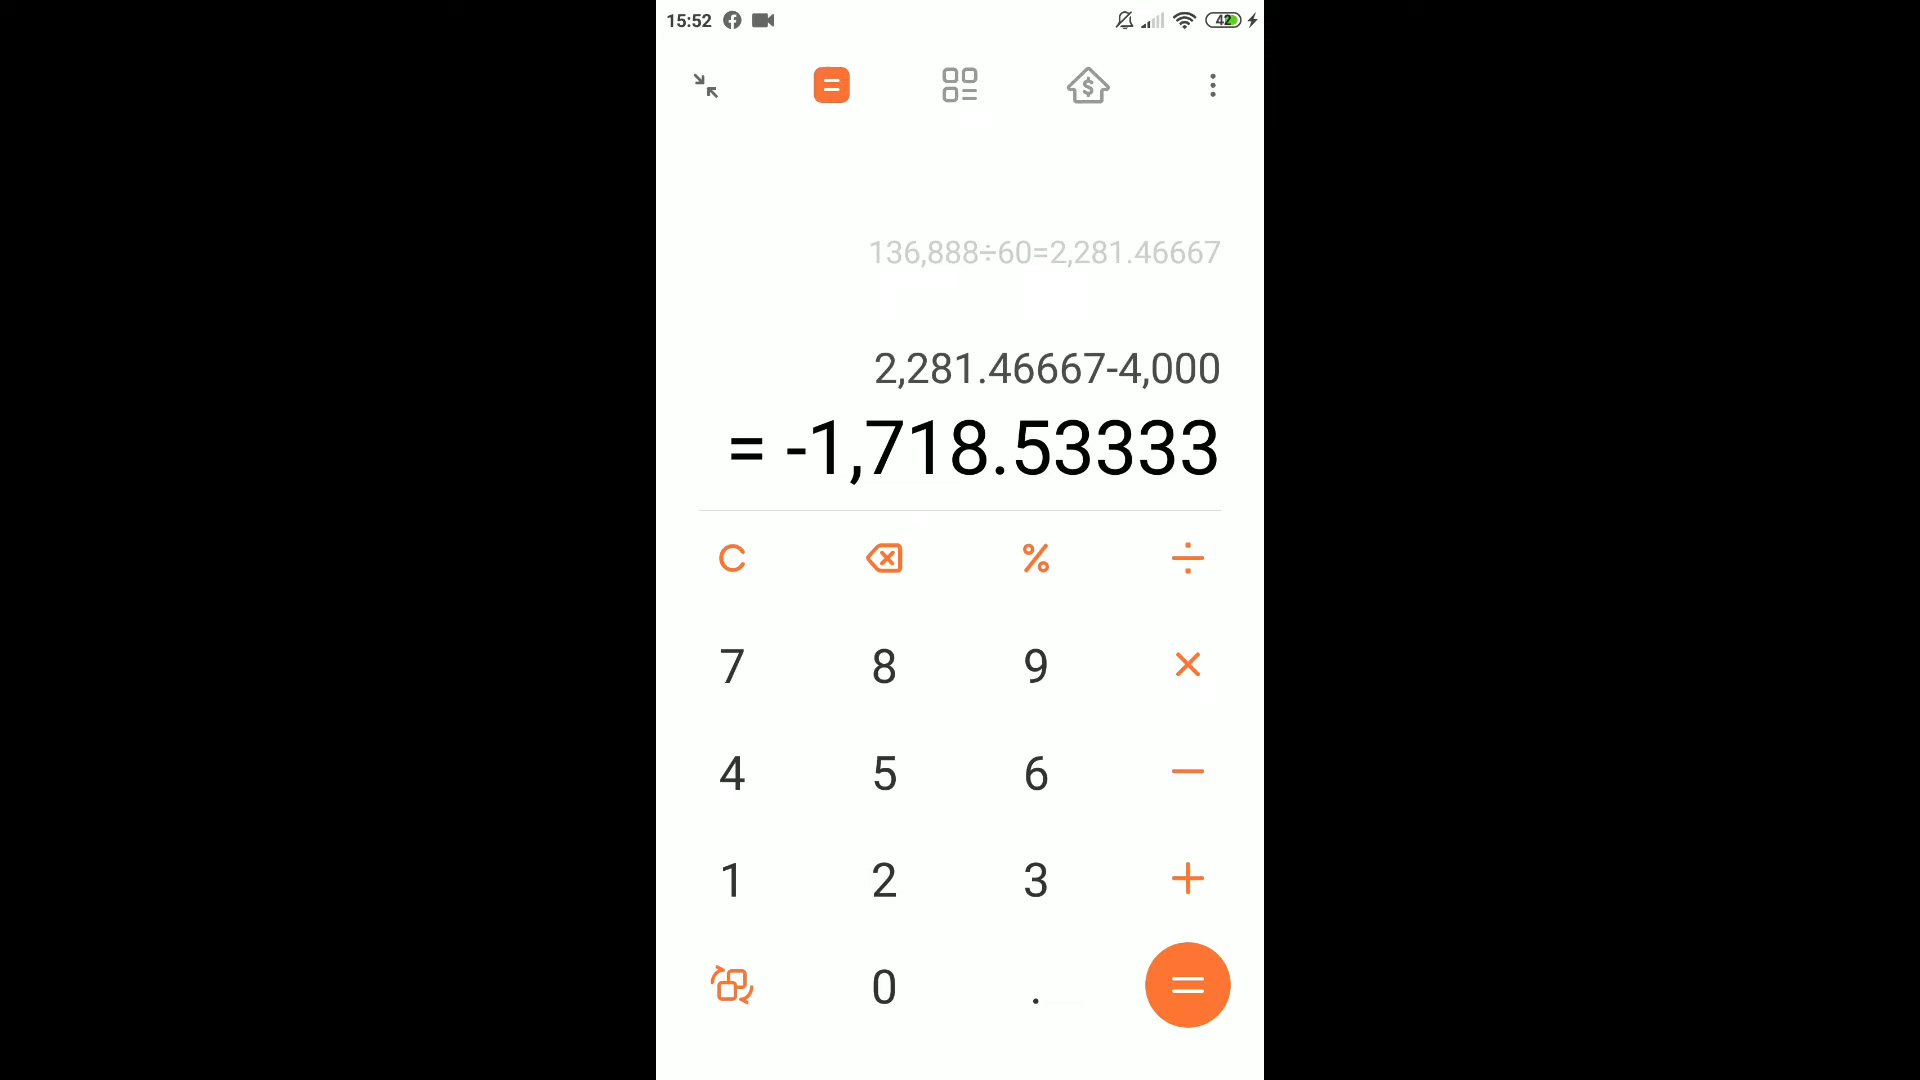 15:52 42
136,888÷60=2,281.46667
2,281.46667-4,000
= -1,718.53333
C % ÷
7 8 9 ×
4 5 6 −
1 2 3 +
0 . =